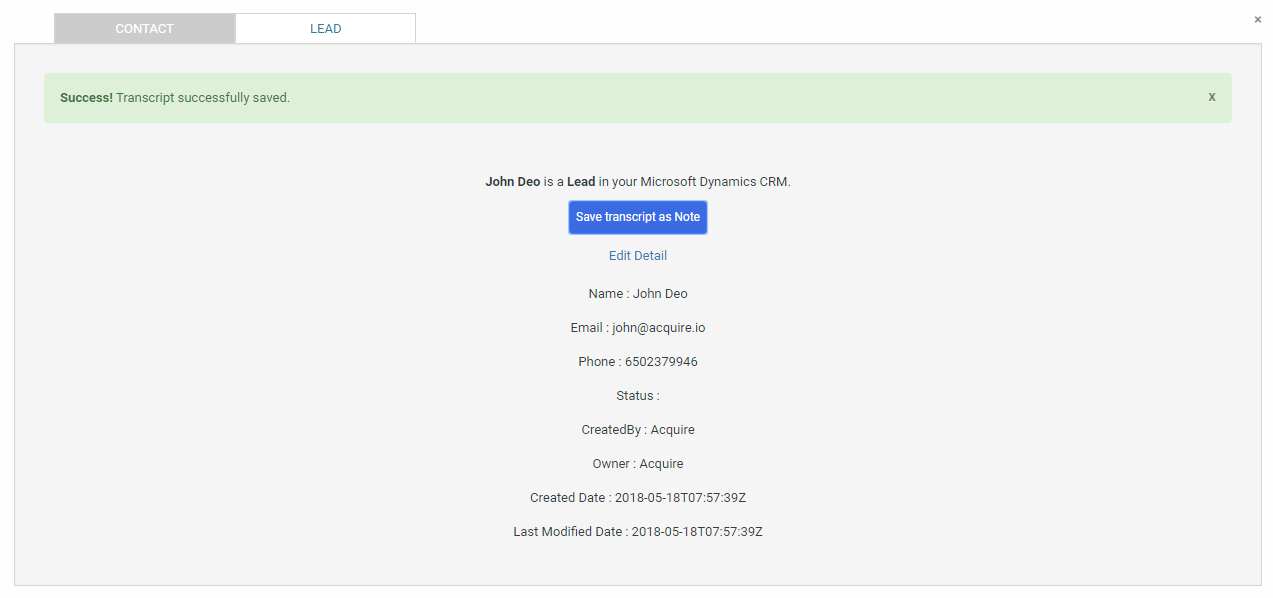 CONTACT LEAD ×
Success! Transcript successfully saved. x
John Deo is a Lead in your Microsoft Dynamics CRM.
Save transcript as Note
Edit Detail
Name : John Deo
Email : john@acquire.io
Phone : 6502379946
Status :
CreatedBy : Acquire
Owner : Acquire
Created Date : 2018-05-18T07:57:39Z
Last Modified Date : 2018-05-18T07:57:39Z